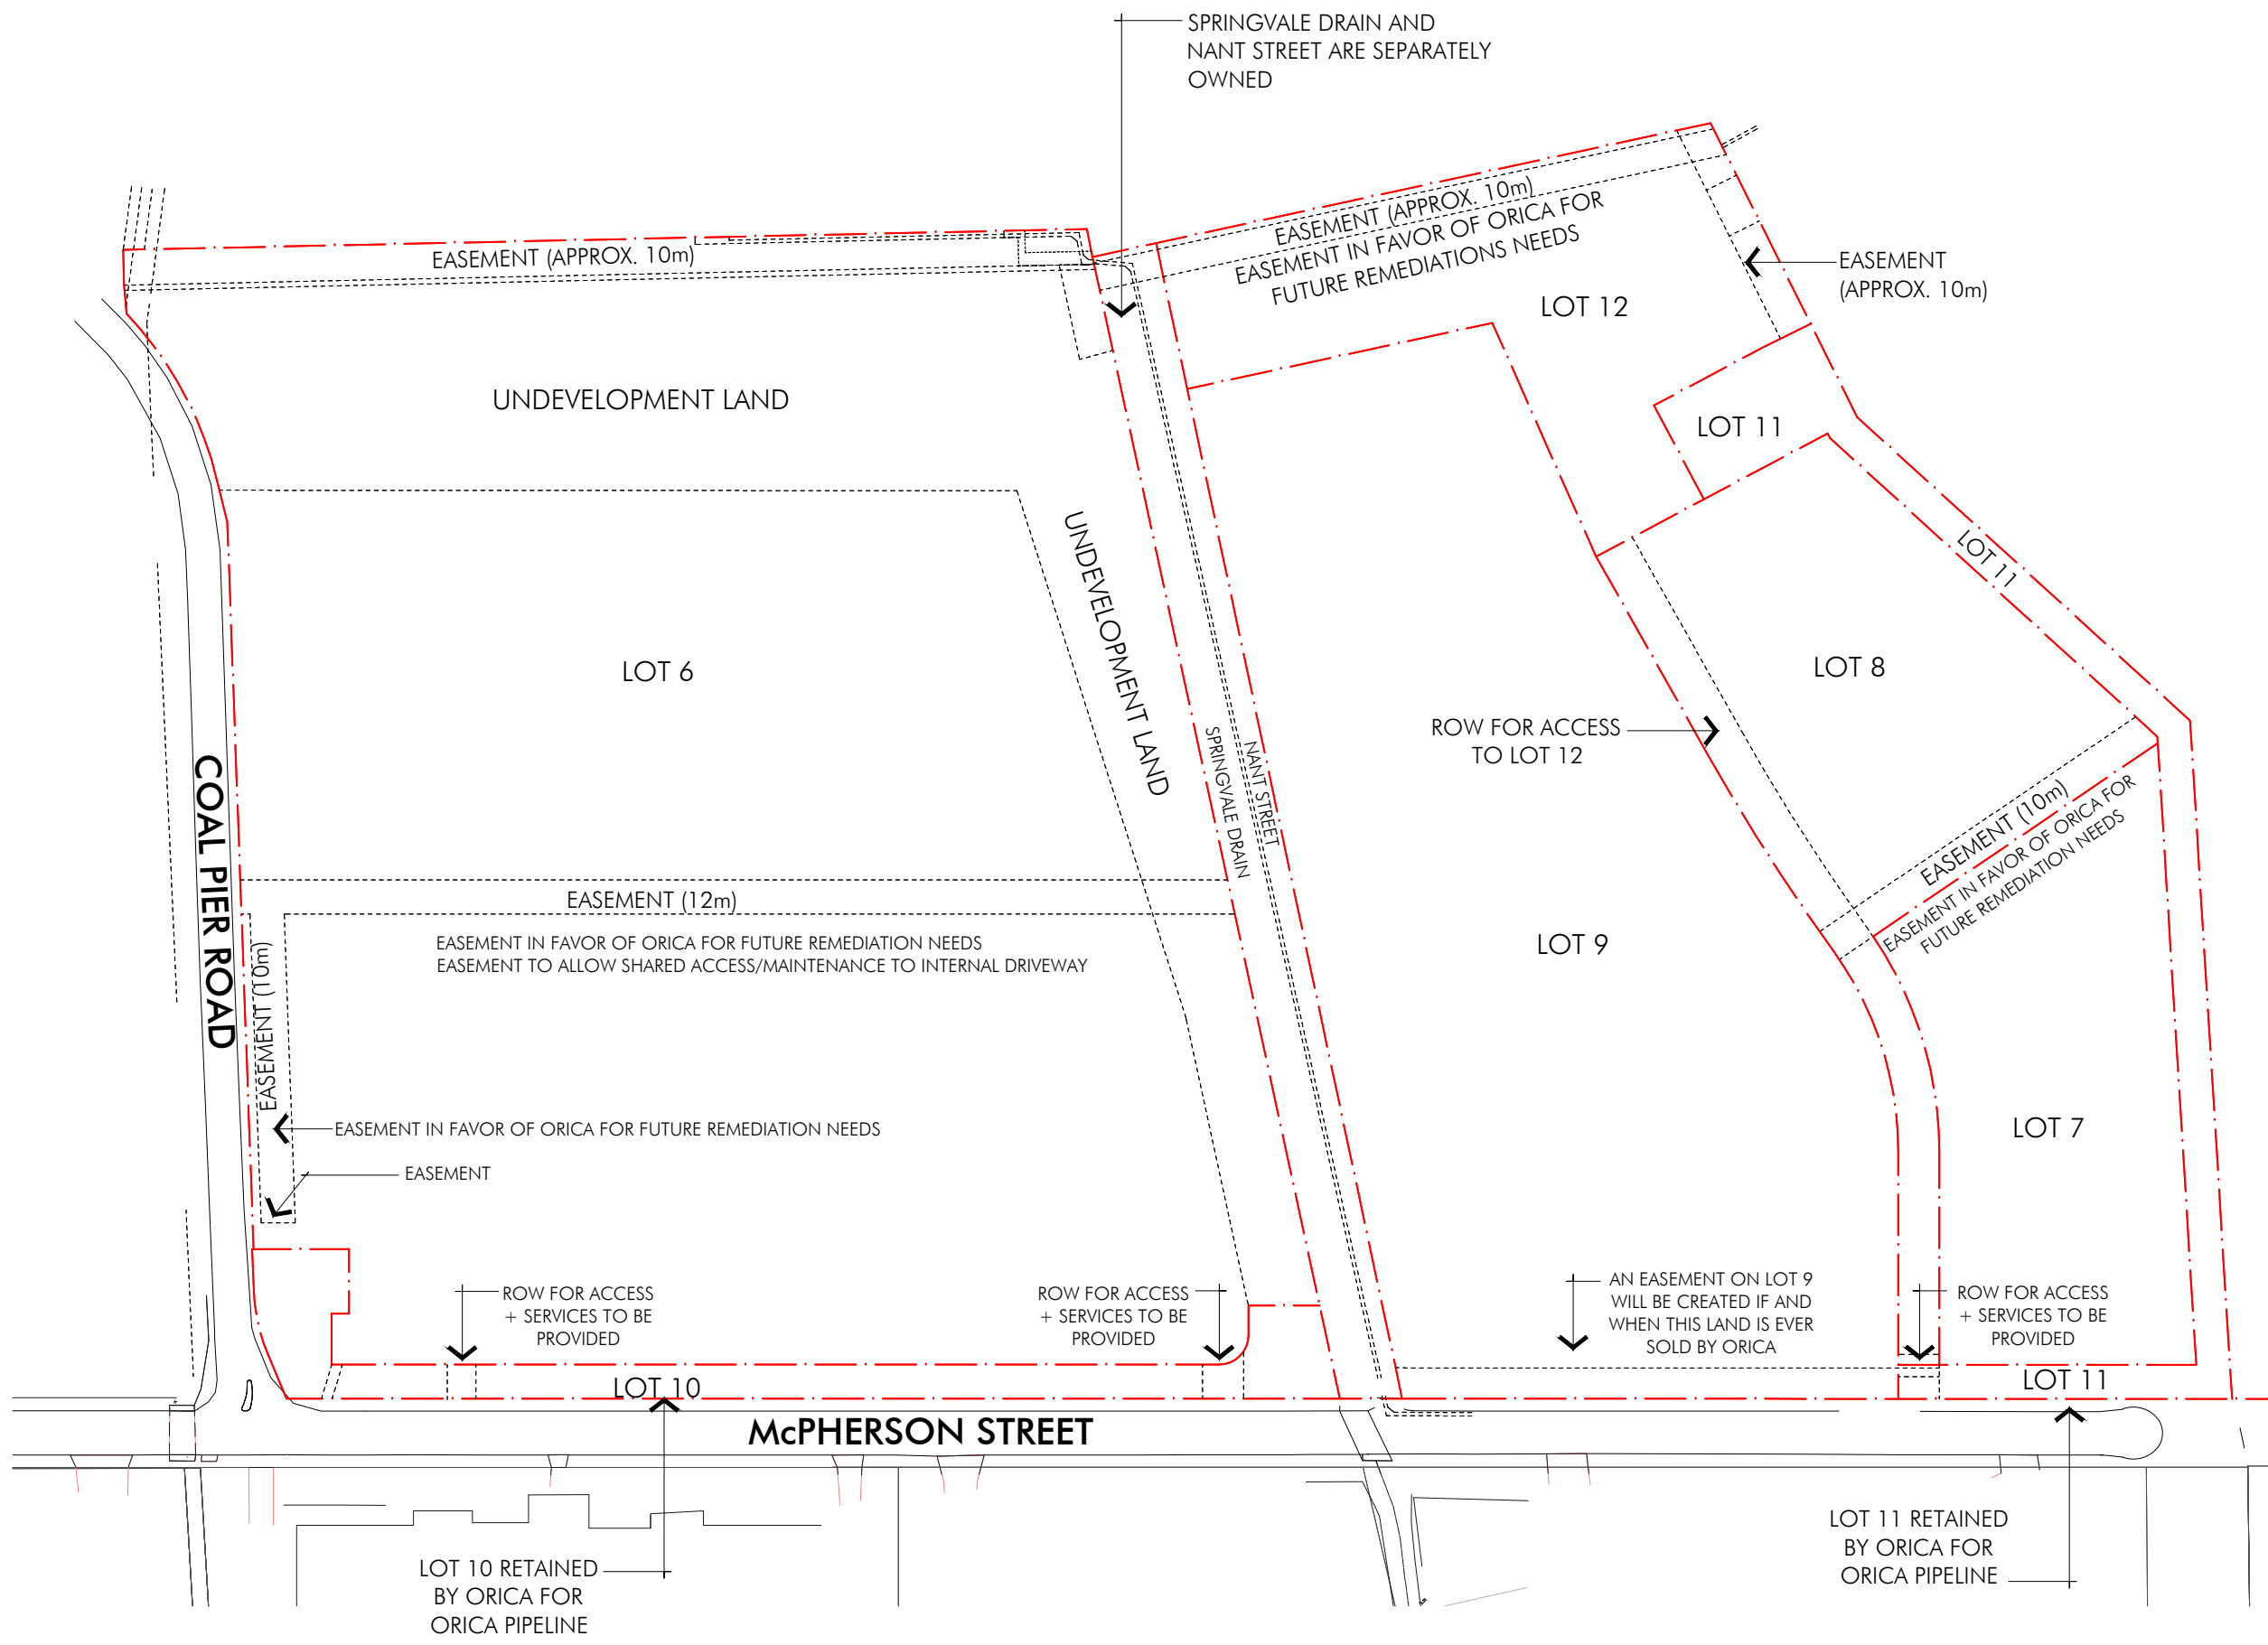 SPRINGVALE DRAIN AND
NANT STREET ARE SEPARATELY
OWNED
EASEMENT (APPROX. 10m)
EASEMENT (APPROX. 10m)
EASEMENT IN FAVOR OF ORICA FOR
FUTURE REMEDIATIONS NEEDS
EASEMENT
(APPROX. 10m)
LOT 12
UNDEVELOPMENT LAND
LOT 11
UNDEVELOPMENT LAND
LOT 11
LOT 6
LOT 8
ROW FOR ACCESS
TO LOT 12
SPRINGVALE DRAIN
NANT STREET
COAL PIER ROAD
EASEMENT (10m)
EASEMENT IN FAVOR OF ORICA FOR
FUTURE REMEDIATION NEEDS
EASEMENT (12m)
EASEMENT IN FAVOR OF ORICA FOR FUTURE REMEDIATION NEEDS
EASEMENT TO ALLOW SHARED ACCESS/MAINTENANCE TO INTERNAL DRIVEWAY
LOT 9
EASEMENT (10m)
EASEMENT IN FAVOR OF ORICA FOR FUTURE REMEDIATION NEEDS
LOT 7
EASEMENT
ROW FOR ACCESS
+ SERVICES TO BE
PROVIDED
ROW FOR ACCESS
+ SERVICES TO BE
PROVIDED
AN EASEMENT ON LOT 9
WILL BE CREATED IF AND
WHEN THIS LAND IS EVER
SOLD BY ORICA
ROW FOR ACCESS
+ SERVICES TO BE
PROVIDED
LOT 10
LOT 11
McPHERSON STREET
LOT 10 RETAINED
BY ORICA FOR
ORICA PIPELINE
LOT 11 RETAINED
BY ORICA FOR
ORICA PIPELINE